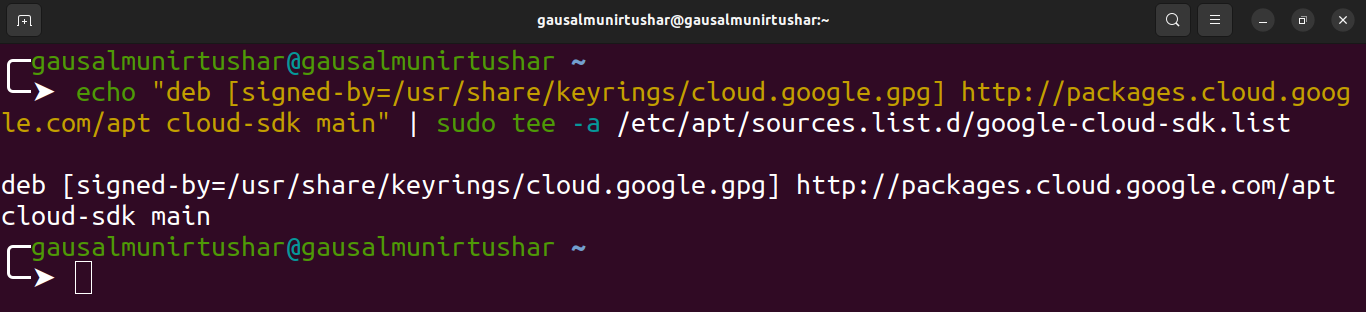 gausalmunirtushar@gausalmunirtushar:~
gausalmunirtushar@gausalmunirtushar ~
➤ echo "deb [signed-by=/usr/share/keyrings/cloud.google.gpg] http://packages.cloud.goog
le.com/apt cloud-sdk main" | sudo tee -a /etc/apt/sources.list.d/google-cloud-sdk.list
deb [signed-by=/usr/share/keyrings/cloud.google.gpg] http://packages.cloud.google.com/apt
cloud-sdk main
gausalmunirtushar@gausalmunirtushar ~
➤